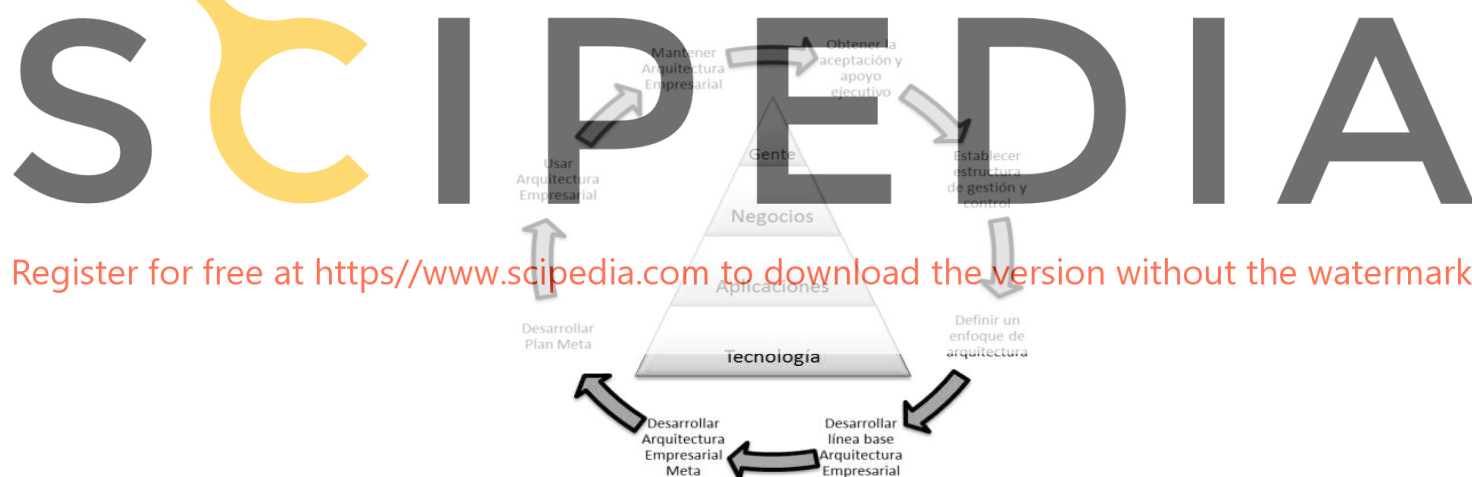 SCIPEDIA
Mantener
Arquitectura
Empresarial
Obtener la
aceptación y
apoyo
ejecutivo
Establecer
estructura
de gestión y
control
Definir un
enfoque de
arquitectura
Desarrollar
línea base
Arquitectura
Empresarial
Desarrollar
Arquitectura
Empresarial
Meta
Desarrollar
Plan Meta
Usar
Arquitectura
Empresarial
Gente
Negocios
Aplicaciones
Tecnología
Register for free at https//www.scipedia.com to download the version without the watermark